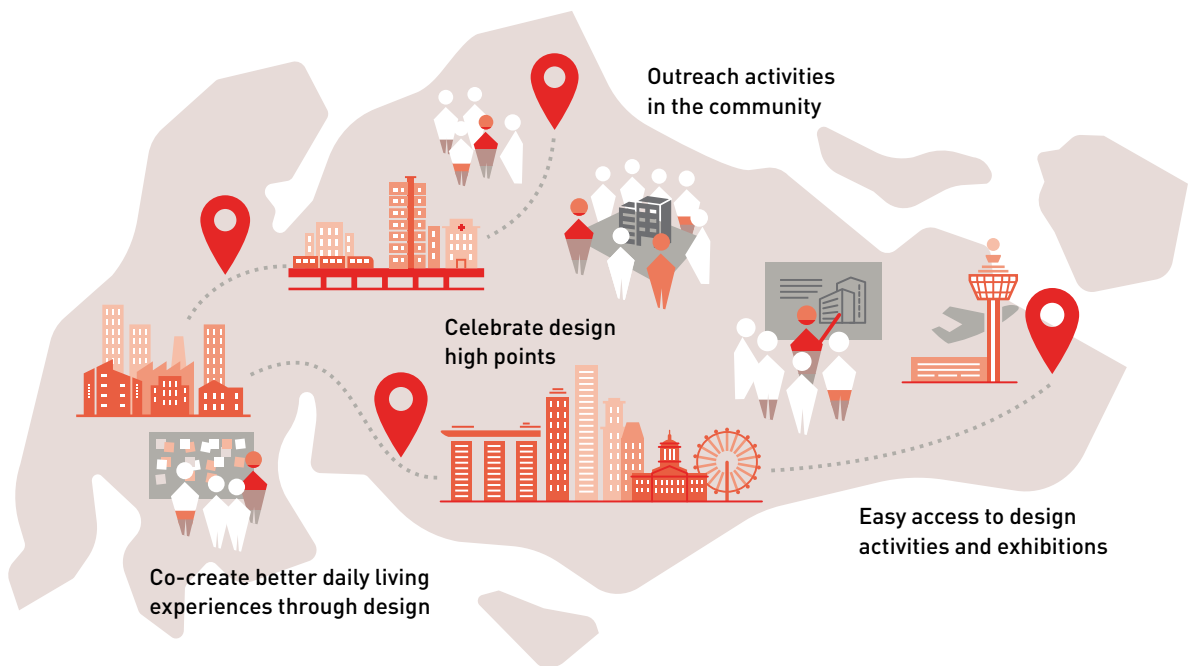 Outreach activities
in the community
Celebrate design
high points
Easy access to design
activities and exhibitions
Co-create better daily living
experiences through design